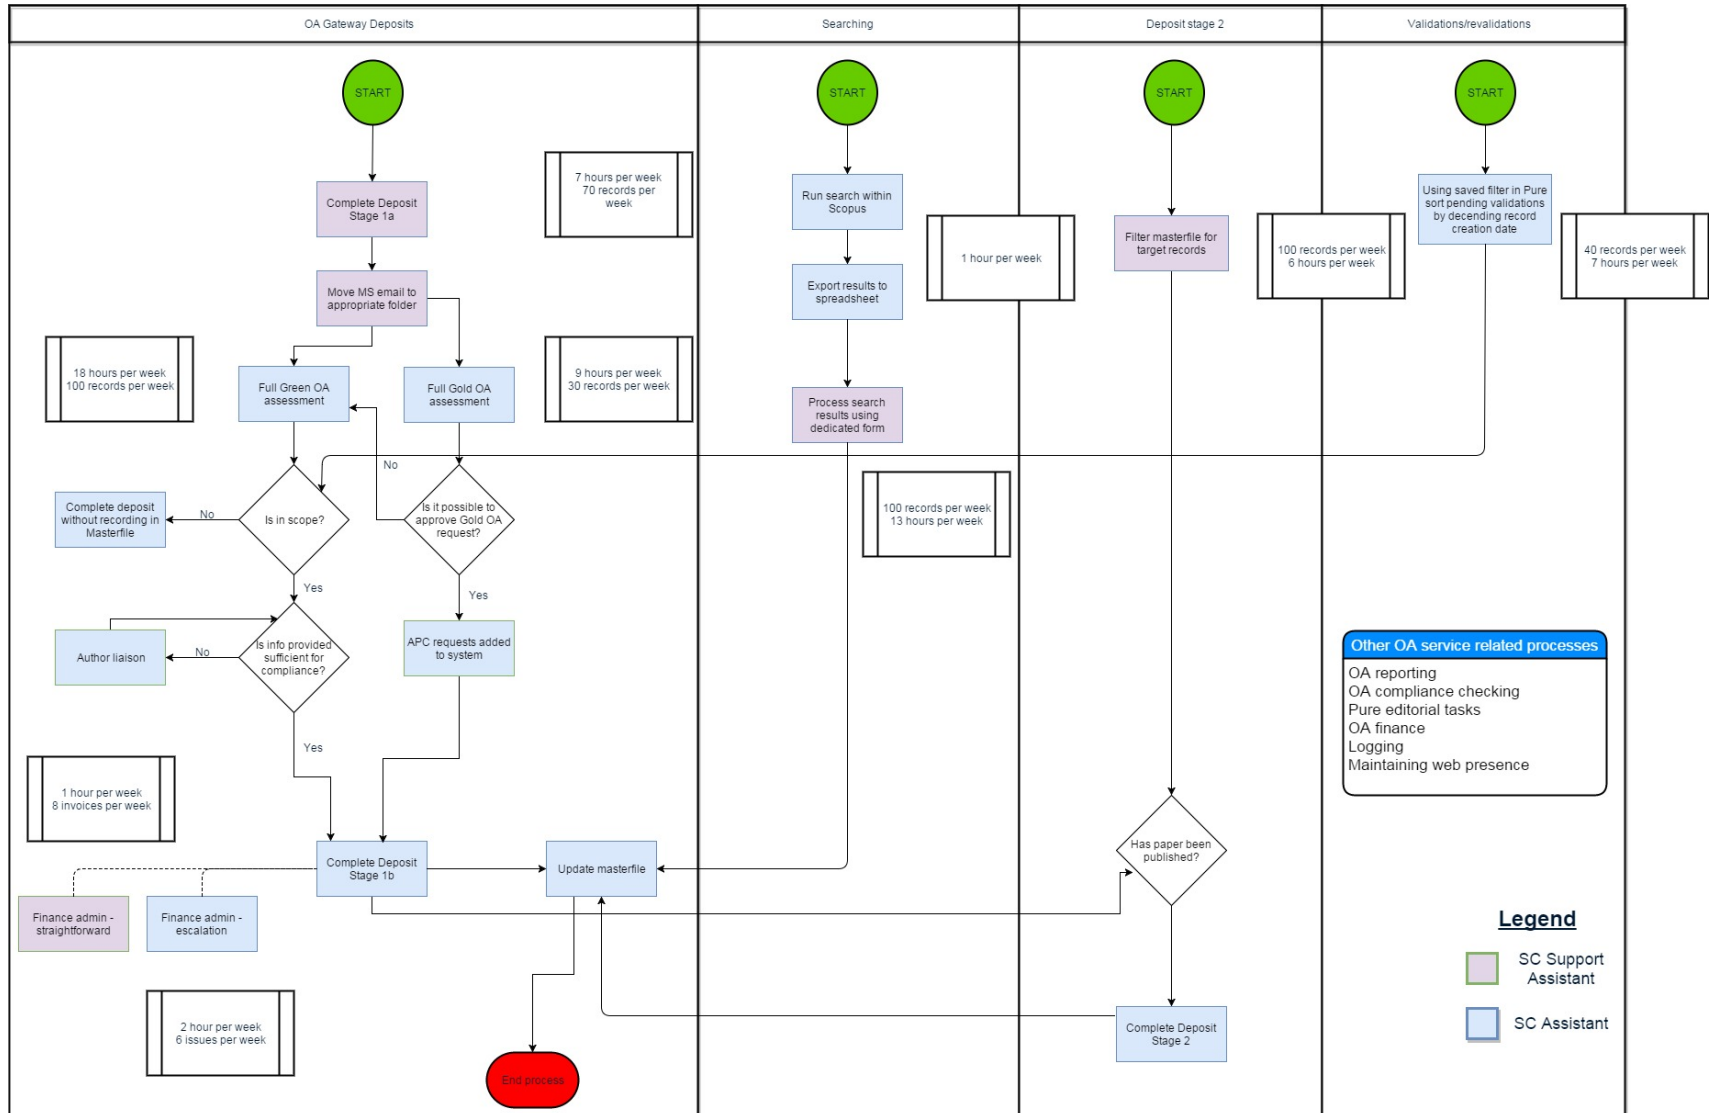 OA Gateway Deposits
Searching
Deposit stage 2
Validations/revalidations
START
START
START
START
Complete Deposit
Stage 1a
7 hours per week
70 records per
week
Move MS email to
appropriate folder
18 hours per week
100 records per week
Full Green OA
assessment
Full Gold OA
assessment
9 hours per week
30 records per week
No
Is in scope?
No
Complete deposit
without recording in
Masterfile
Is it possible to
approve Gold OA
request?
Yes
Yes
Author liaison
No
Is info provided
sufficient for
compliance?
APC requests added
to system
Yes
1 hour per week
8 invoices per week
Complete Deposit
Stage 1b
Update masterfile
Finance admin -
straightforward
Finance admin -
escalation
2 hour per week
6 issues per week
End process
Run search within
Scopus
1 hour per week
Export results to
spreadsheet
Process search
results using
dedicated form
100 records per week
13 hours per week
Filter masterfile for
target records
100 records per week
6 hours per week
Has paper been
published?
Complete Deposit
Stage 2
Using saved filter in Pure
sort pending validations
by decending record
creation date
40 records per week
7 hours per week
Other OA service related processes
OA reporting
OA compliance checking
Pure editorial tasks
OA finance
Logging
Maintaining web presence
Legend
SC Support
Assistant
SC Assistant